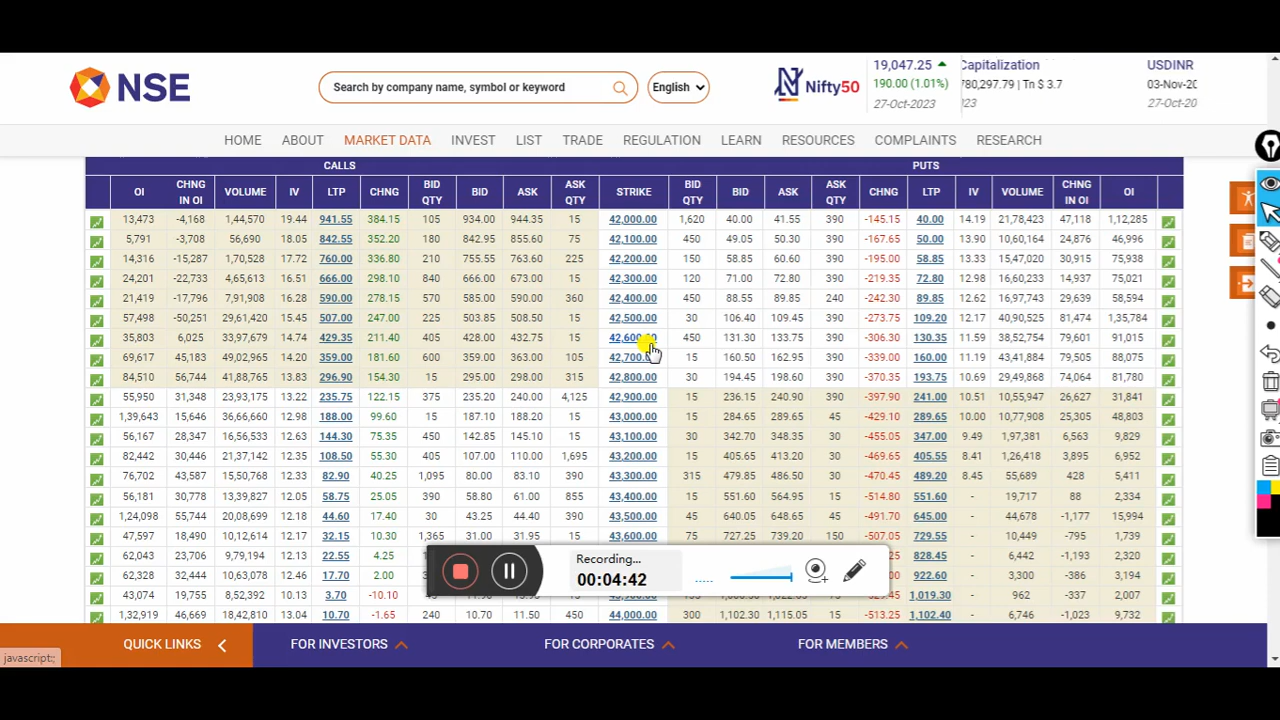 NSE
Search by company name, symbol or keyword
English
Nifty50
19,047.25
190.00 (1.01%)
27-Oct-2023
Capitalization
780,297.79 | Tn $ 3.7
023
USDINR
03-Nov-20
27-Oct-20
HOME ABOUT MARKET DATA INVEST LIST TRADE REGULATION LEARN RESOURCES COMPLAINTS RESEARCH
CALLS PUTS
OI CHNG IN OI VOLUME IV LTP CHNG BID QTY BID ASK ASK QTY STRIKE BID QTY BID ASK ASK QTY CHNG LTP IV VOLUME CHNG IN OI OI
13,473 -4,168 1,44,570 19.44 941.55 384.15 105 934.00 944.35 15 42,000.00 1,620 40.00 41.55 390 -145.15 40.00 14.19 21,78,423 47,118 1,12,285
5,791 -3,708 56,690 18.05 842.55 352.20 180 842.95 855.60 75 42,100.00 450 49.05 50.30 390 -167.65 50.00 13.90 10,60,164 24,876 46,996
14,316 -15,287 1,70,528 17.72 760.00 336.80 210 755.55 763.60 225 42,200.00 150 58.85 60.60 390 -195.00 58.85 13.33 15,47,020 30,915 75,938
24,201 -22,733 4,65,613 16.51 666.00 298.10 840 666.00 673.00 15 42,300.00 120 71.00 72.80 390 -219.35 72.80 12.98 16,60,233 14,937 75,021
21,419 -17,796 7,91,908 16.28 590.00 278.15 570 585.00 590.00 360 42,400.00 450 88.55 89.85 240 -242.30 89.85 12.62 16,97,743 29,639 58,594
57,498 -50,251 29,61,420 15.45 507.00 247.00 225 503.85 508.50 15 42,500.00 30 106.40 109.45 390 -273.75 109.20 12.17 40,90,525 81,474 1,35,784
35,803 6,025 33,97,679 14.74 429.35 211.40 405 428.00 432.75 15 42,600.00 450 131.30 133.75 390 -306.30 130.35 11.59 38,52,754 53,779 91,015
69,617 45,183 49,02,965 14.20 359.00 181.60 600 359.00 363.00 105 42,700. 15 160.50 162.95 390 -339.00 160.00 11.19 43,41,884 79,505 88,075
84,510 56,744 41,88,765 13.83 296.90 154.30 15 295.00 298.00 315 42,800.00 30 194.45 198.60 390 -370.35 193.75 10.69 29,49,868 74,064 81,780
55,950 31,348 23,93,175 13.22 235.75 122.15 375 235.20 240.00 4,125 42,900.00 15 236.15 240.90 390 -397.90 241.00 10.51 10,55,947 26,627 31,841
1,39,643 15,646 36,66,660 12.98 188.00 99.60 15 187.10 188.20 15 43,000.00 15 284.65 289.65 45 -429.10 289.65 10.00 10,77,908 25,305 48,803
56,167 28,347 16,56,533 12.63 144.30 75.35 450 142.85 145.10 15 43,100.00 30 342.70 348.35 30 -455.05 347.00 9.49 1,97,381 6,563 9,829
82,442 30,446 21,37,142 12.35 108.50 55.30 405 107.00 110.00 1,695 43,200.00 15 405.65 413.20 30 -469.65 405.55 8.41 1,26,418 3,895 6,952
76,702 43,587 15,50,768 12.33 82.90 40.25 1,095 80.00 83.10 30 43,300.00 315 479.85 486.50 30 -470.45 489.20 8.45 55,689 428 5,411
56,181 30,778 13,39,827 12.05 58.75 25.05 390 58.80 61.00 355 43,400.00 15 551.60 564.95 15 -514.80 551.60 - 19,717 88 2,334
1,24,098 55,744 20,08,699 12.18 44.60 17.40 30 43.25 44.40 390 43,500.00 45 640.05 648.65 45 -491.70 645.00 - 44,678 -1,177 15,994
47,597 18,490 10,12,614 12.17 32.15 10.30 1,365 31.00 31.95 15 43,600.00 75 727.25 739.20 150 -507.05 729.55 - 10,449 -795 1,739
62,043 23,706 9,79,194 12.13 22.55 4.25 828.45 - 6,442 -1,193 2,320
62,328 32,444 10,63,078 12.46 17.70 2.00 922.60 - 3,300 -386 3,194
43,074 19,755 8,52,392 10.13 3.70 -10.10 1,019.30 - 962 -337 2,007
1,32,919 46,669 18,42,810 13.04 10.70 -1.65 240 10.70 11.50 450 44,000.00 300 1,102.30 1,115.05 15 -513.25 1,102.40 - 6,746 -1,023 9,732
Recording...
00:04:42
QUICK LINKS FOR INVESTORS FOR CORPORATES FOR MEMBERS
javascript:;